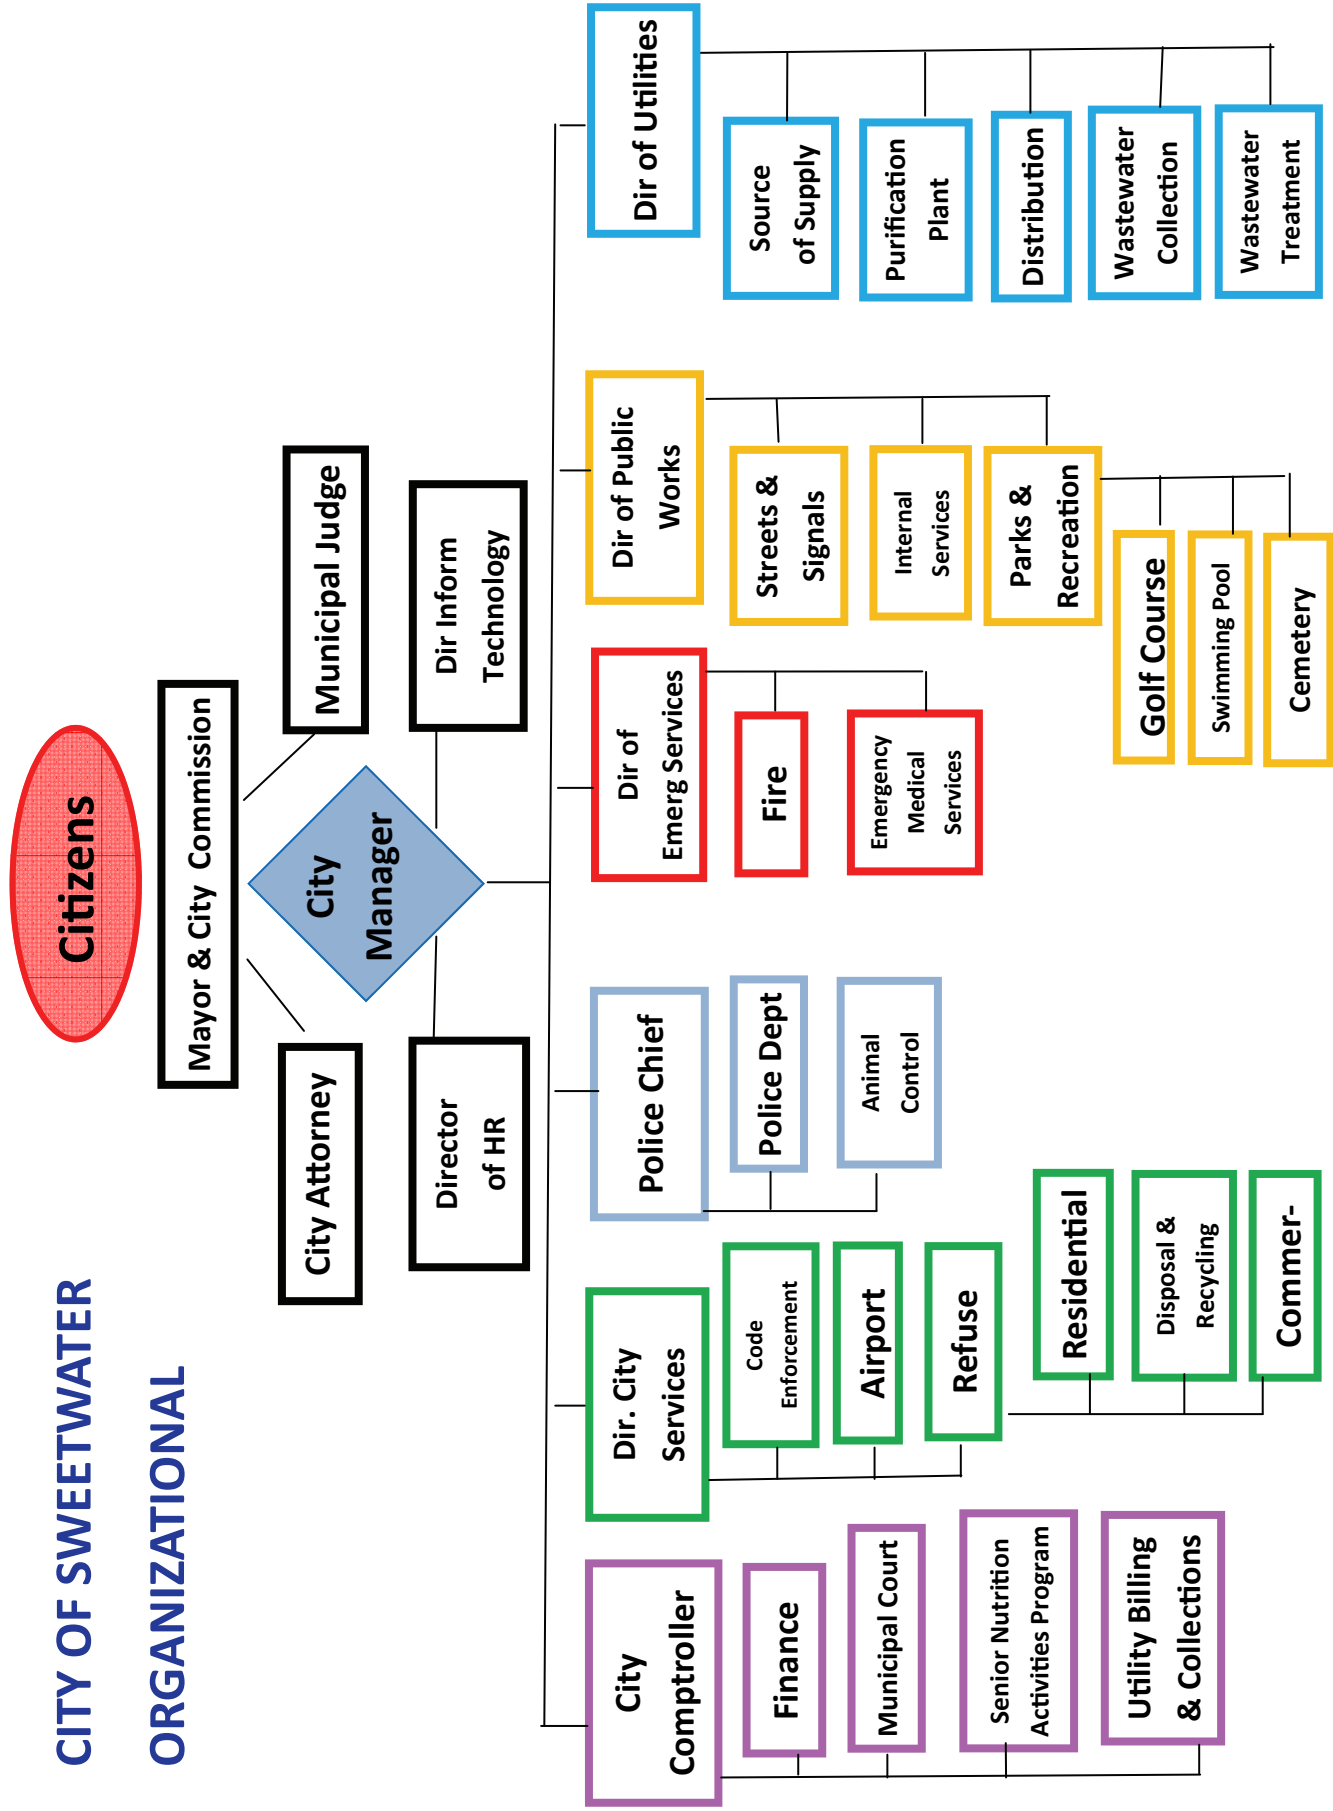 CITY OF SWEETWATER
ORGANIZATIONAL
Citizens
Mayor & City Commission
City Attorney
Municipal Judge
City
Manager
Director
of HR
Dir Inform
Technology
City
Comptroller
Finance
Municipal Court
Senior Nutrition
Activities Program
Utility Billing
& Collections
Dir. City
Services
Code
Enforcement
Airport
Refuse
Residential
Disposal &
Recycling
Commer-
Police Chief
Police Dept
Animal
Control
Dir of
Emerg Services
Fire
Emergency
Medical
Services
Dir of Public
Works
Streets &
Signals
Internal
Services
Parks &
Recreation
Golf Course
Swimming Pool
Cemetery
Dir of Utilities
Source
of Supply
Purification
Plant
Distribution
Wastewater
Collection
Wastewater
Treatment